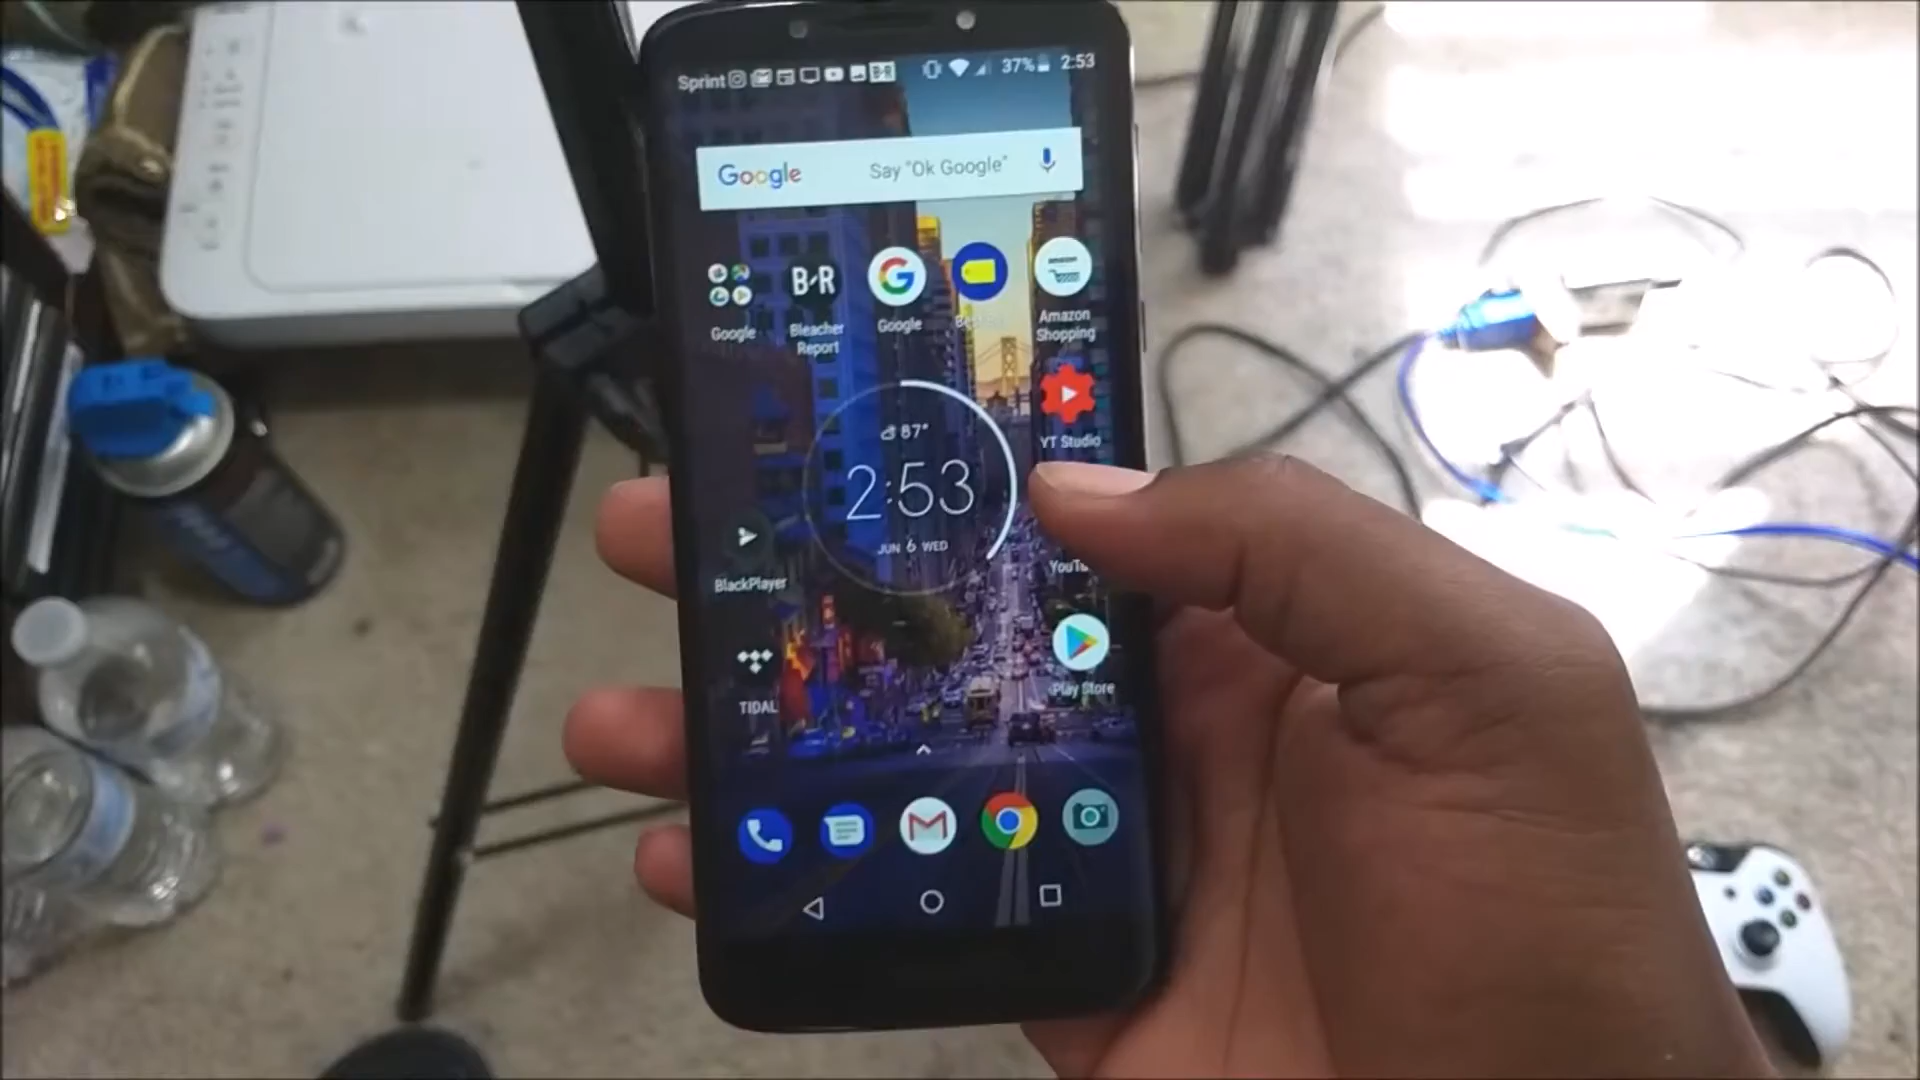 Sprint 37% 2:53
Google Say "Ok Google"
B/R
amazon
Google Bleacher Report Google Amazon Shopping
87°
2:53
JUN 6 WED
YT Studio
BlackPlayer
TIDAL
Play Store